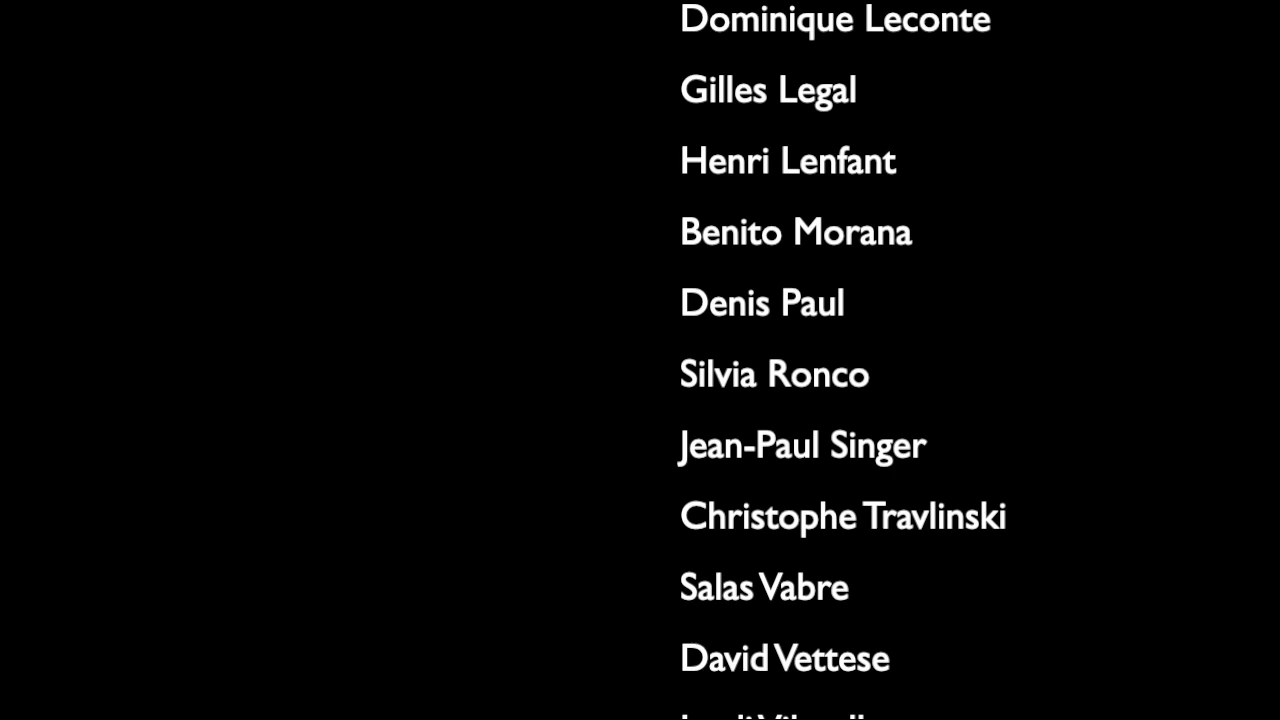 Dominique Leconte
Gilles Legal
Henri Lenfant
Benito Morana
Denis Paul
Silvia Ronco
Jean-Paul Singer
Christophe Travlinski
Salas Vabre
David Vettese